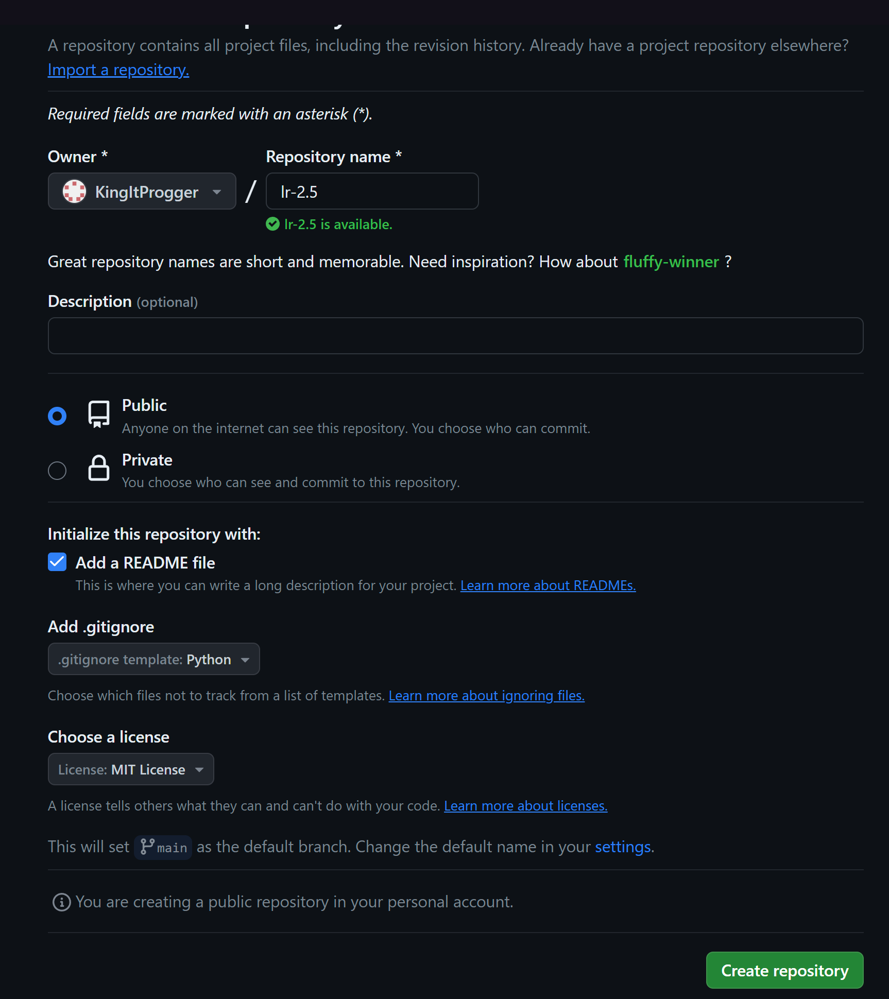 A repository contains all project files, including the revision history. Already have a project repository elsewhere?
Import a repository.
Required fields are marked with an asterisk (*).
Owner *
Repository name *
KingItProgger
/
lr-2.5
lr-2.5 is available.
Great repository names are short and memorable. Need inspiration? How about fluffy-winner ?
Description (optional)
Public
Anyone on the internet can see this repository. You choose who can commit.
Private
You choose who can see and commit to this repository.
Initialize this repository with:
Add a README file
This is where you can write a long description for your project. Learn more about READMEs.
Add .gitignore
.gitignore template: Python
Choose which files not to track from a list of templates. Learn more about ignoring files.
Choose a license
License: MIT License
A license tells others what they can and can't do with your code. Learn more about licenses.
This will set main as the default branch. Change the default name in your settings.
You are creating a public repository in your personal account.
Create repository